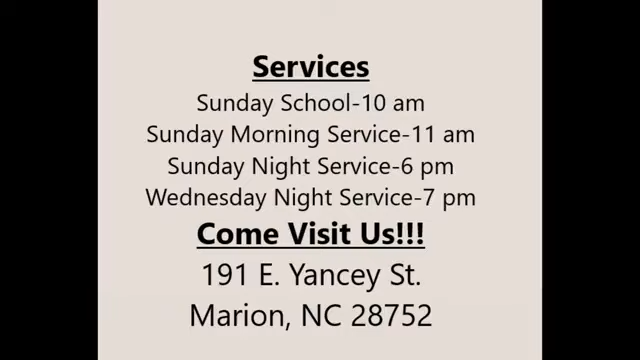 Services
Sunday School-10 am
Sunday Morning Service-11 am
Sunday Night Service-6 pm
Wednesday Night Service-7 pm
Come Visit Us!!!
191 E. Yancey St.
Marion, NC 28752